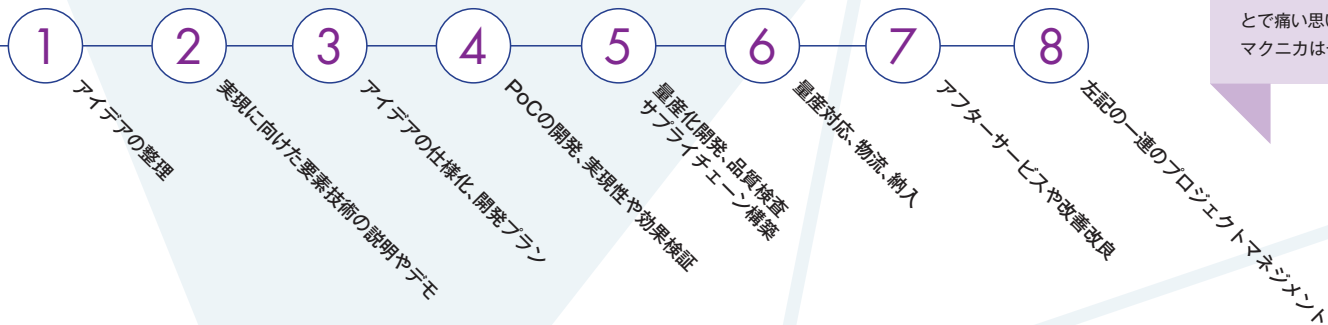 1
アイデアの整理
2
実現に向けた要素技術の説明やデモ
3
アイデアの仕様化、開発プラン
4
PoCの開発、実現性や効果検証
5
量産化開発、品質検査
サプライチェーン構築
6
量産対応、物流、納入
7
アフターサービスや改善改良
8
左記の一連のプロジェクトマネジメント
とで痛い思い
マクニカは